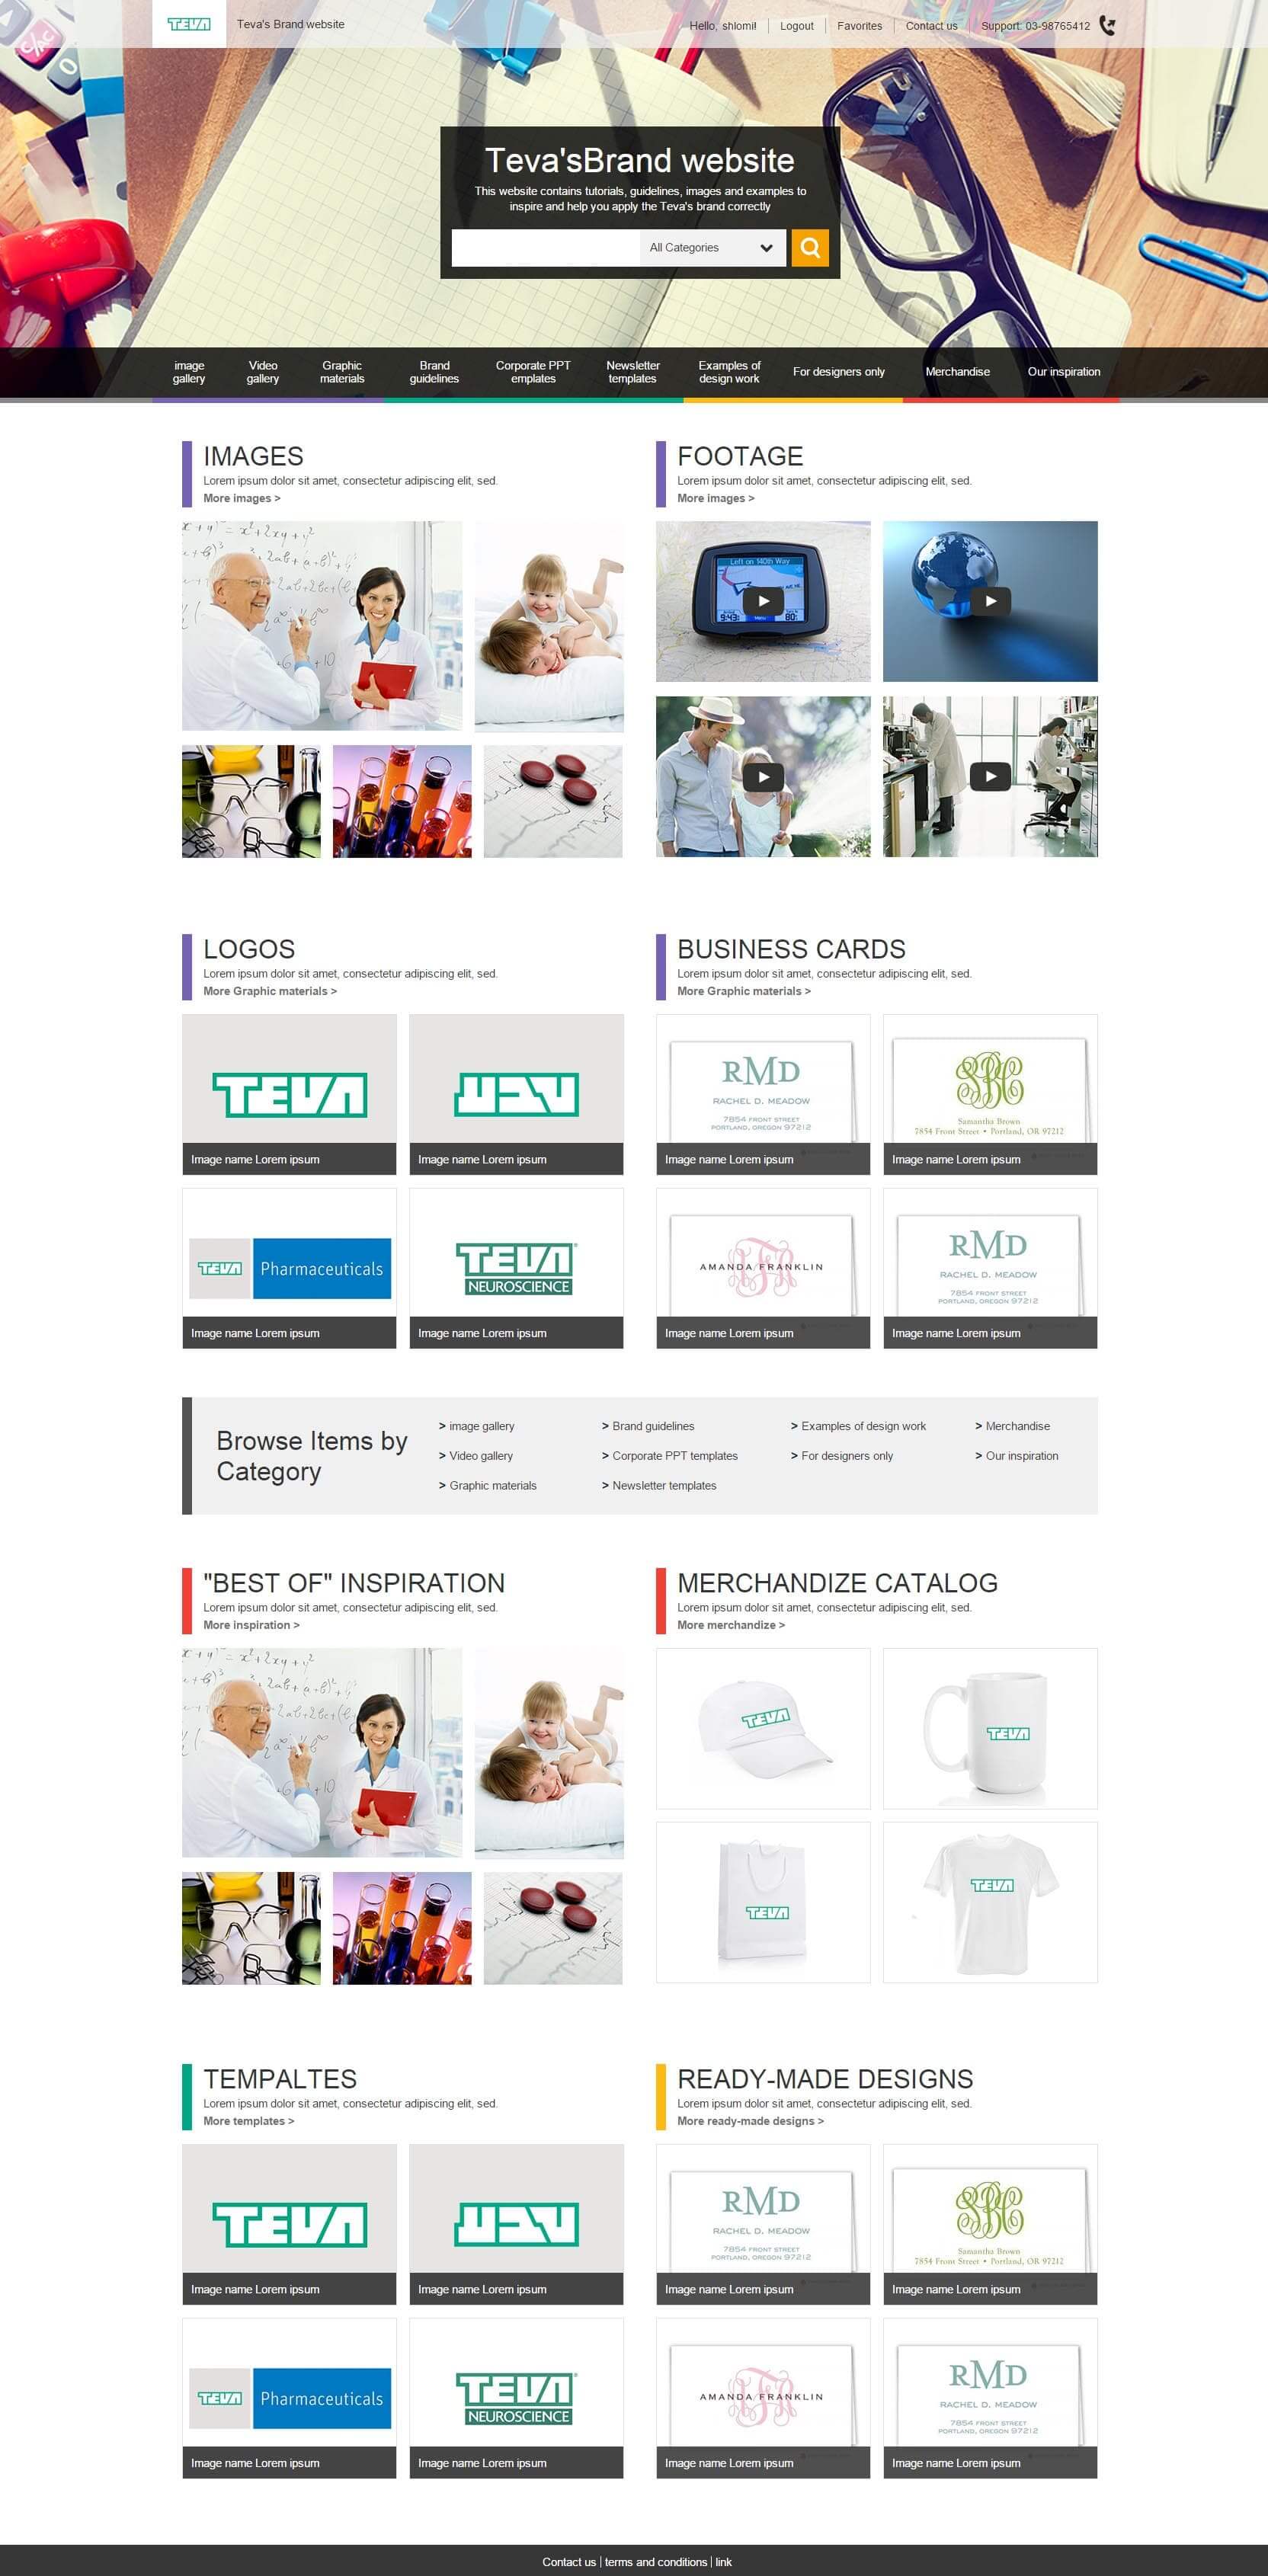 TEVA
Teva's Brand website
Hello, shlomi!
Logout
Favorites
Contact us
Support: 03-98765412
C/AC
Teva'sBrand website
This website contains tutorials, guidelines, images and examples to
inspire and help you apply the Teva's brand correctly
All Categories
image
gallery
Video
gallery
Graphic
materials
Brand
guidelines
Corporate PPT
emplates
Newsletter
templates
Examples of
design work
For designers only
Merchandise
Our inspiration
IMAGES
Lorem ipsum dolor sit amet, consectetur adipiscing elit, sed.
More images >
FOOTAGE
Lorem ipsum dolor sit amet, consectetur adipiscing elit, sed.
More images >
Left on 140th Way
9:43
Menu
80
LOGOS
Lorem ipsum dolor sit amet, consectetur adipiscing elit, sed.
More Graphic materials >
BUSINESS CARDS
Lorem ipsum dolor sit amet, consectetur adipiscing elit, sed.
More Graphic materials >
TEVA
Image name Lorem ipsum
טבע
Image name Lorem ipsum
RMD
RACHEL D. MEADOW
7854 FRONT STREET
PORTLAND, OREGON 97212
Image name Lorem ipsum
SBC
Samantha Brown
7854 Front Street • Portland, OR 97212
Image name Lorem ipsum
TEVA Pharmaceuticals
Image name Lorem ipsum
TEVA
NEUROSCIENCE
Image name Lorem ipsum
AMANDA FRANKLIN
Image name Lorem ipsum
RMD
RACHEL D. MEADOW
7854 FRONT STREET
PORTLAND, OREGON 97212
Image name Lorem ipsum
Browse Items by
Category
> image gallery
> Video gallery
> Graphic materials
> Brand guidelines
> Corporate PPT templates
> Newsletter templates
> Examples of design work
> For designers only
> Merchandise
> Our inspiration
"BEST OF" INSPIRATION
Lorem ipsum dolor sit amet, consectetur adipiscing elit, sed.
More inspiration >
MERCHANDIZE CATALOG
Lorem ipsum dolor sit amet, consectetur adipiscing elit, sed.
More merchandize >
TEVA
TEVA
TEVA
TEVA
TEMPALTES
Lorem ipsum dolor sit amet, consectetur adipiscing elit, sed.
More templates >
READY-MADE DESIGNS
Lorem ipsum dolor sit amet, consectetur adipiscing elit, sed.
More ready-made designs >
TEVA
Image name Lorem ipsum
טבע
Image name Lorem ipsum
RMD
RACHEL D. MEADOW
7854 FRONT STREET
PORTLAND, OREGON 97212
Image name Lorem ipsum
SBC
Samantha Brown
7854 Front Street • Portland, OR 97212
Image name Lorem ipsum
TEVA Pharmaceuticals
Image name Lorem ipsum
TEVA
NEUROSCIENCE
Image name Lorem ipsum
AMANDA FRANKLIN
Image name Lorem ipsum
RMD
RACHEL D. MEADOW
7854 FRONT STREET
PORTLAND, OREGON 97212
Image name Lorem ipsum
Contact us | terms and conditions | link